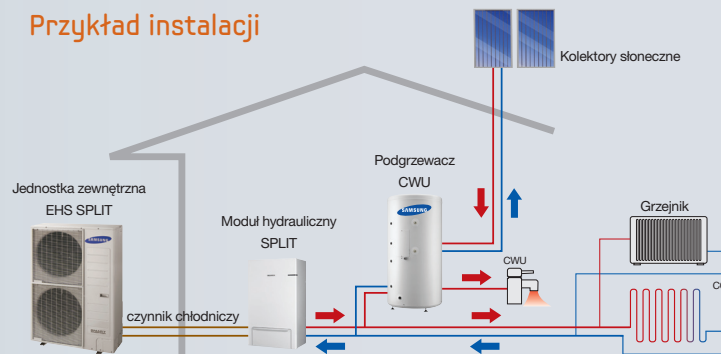 Przykład instalacji
Kolektory słoneczne
Podgrzewacz
CWU
Jednostka zewnętrzna
EHS SPLIT
SAMSUNG
Moduł hydrauliczny
SPLIT
SAMSUNG
Grzejnik
CWU
czynnik chłodniczy